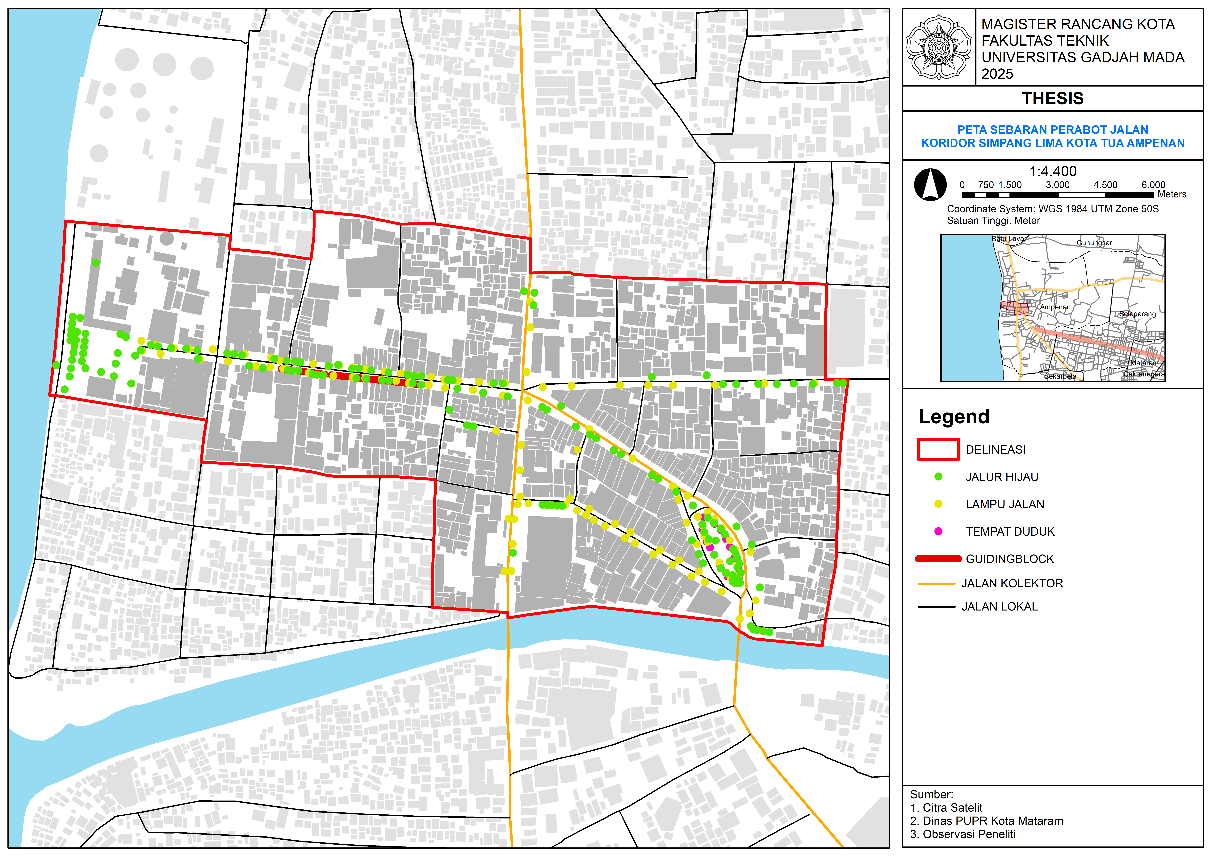 MAGISTER RANCANG KOTA
FAKULTAS TEKNIK
UNIVERSITAS GADJAH MADA
2025
THESIS
PETA SEBARAN PERABOT JALAN
KORIDOR SIMPANG LIMA KOTA TUA AMPENAN
1:4.400
0 750 1.500 3.000 4.500 6.000
Meters
Coordinate System: WGS 1984 UTM Zone 50S
Satuan Tinggi: Meter
Ampenan
Legend
DELINEASI
JALUR HIJAU
LAMPU JALAN
TEMPAT DUDUK
GUIDINGBLOCK
JALAN KOLEKTOR
JALAN LOKAL
Sumber:
1. Citra Satelit
2. Dinas PUPR Kota Mataram
3. Observasi Peneliti